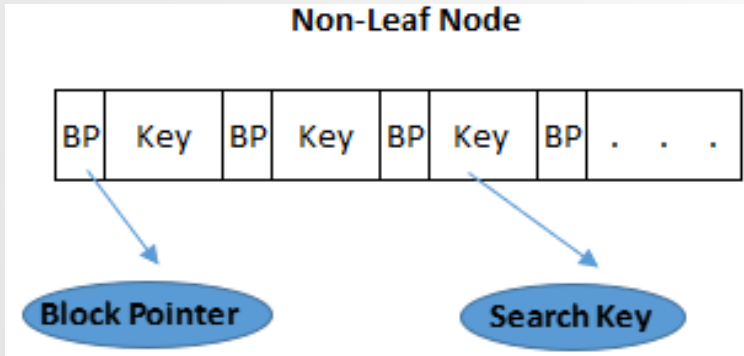 Non-Leaf Node
BP Key BP Key BP Key BP . . .
Block Pointer
Search Key